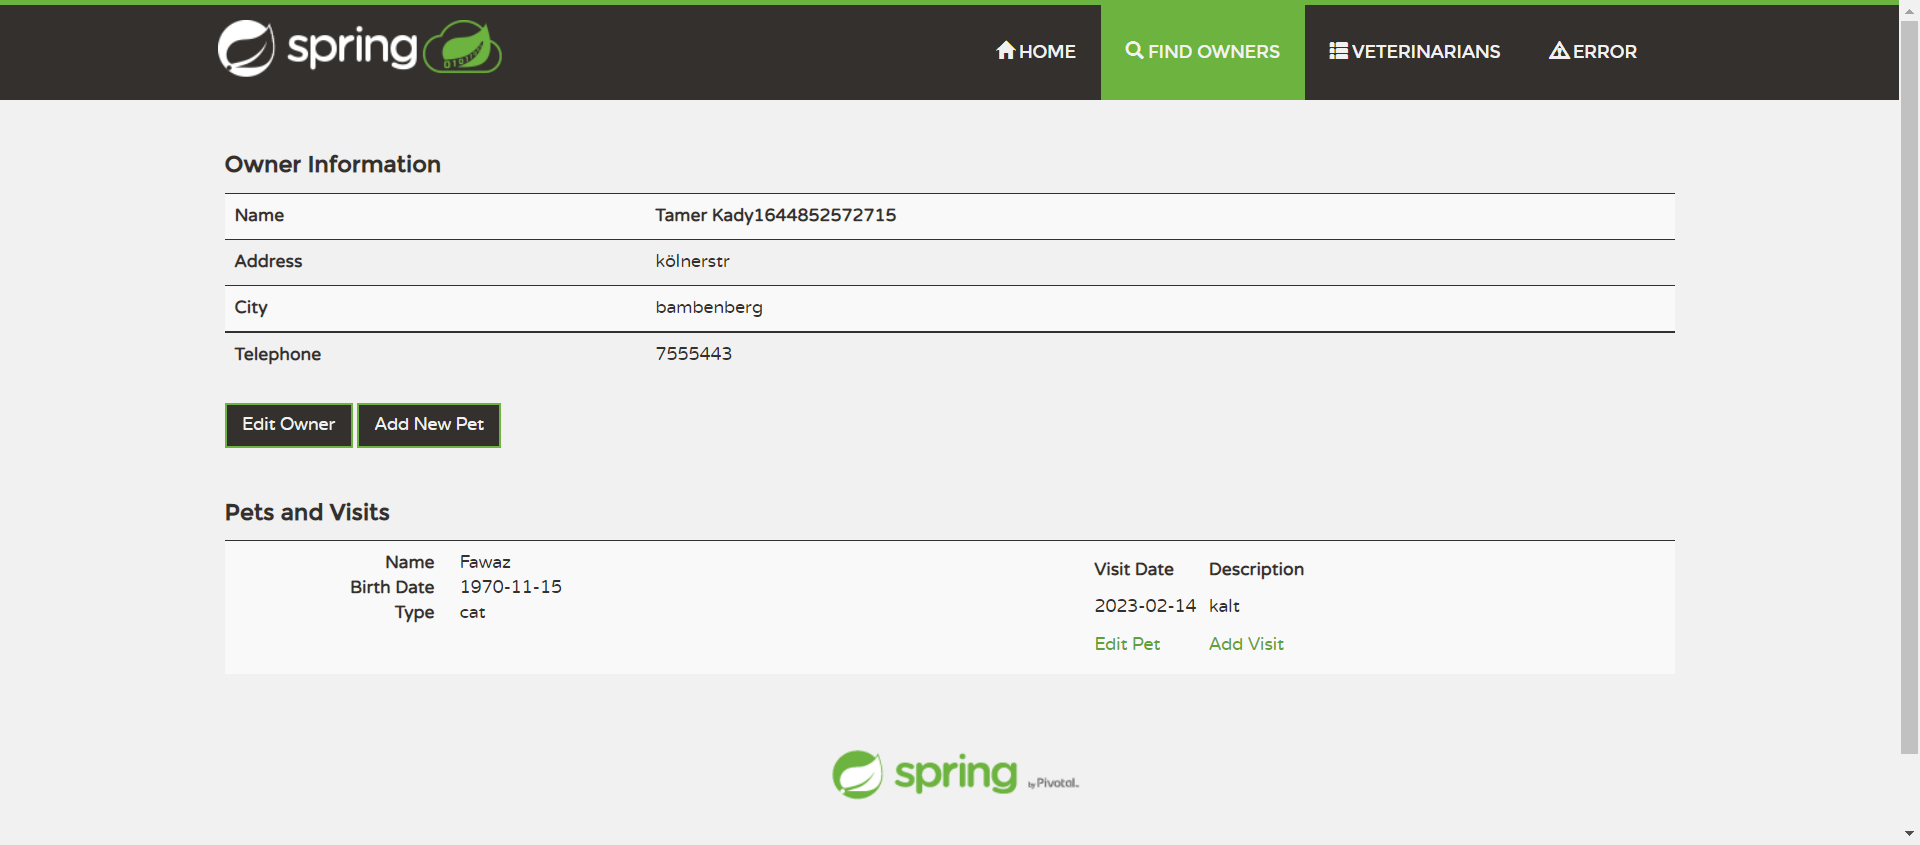 spring
HOME FIND OWNERS VETERINARIANS ERROR
Owner Information
Name Tamer Kady1644852572715
Address kölnerstr
City bambenberg
Telephone 7555443
Edit Owner Add New Pet
Pets and Visits
Name Fawaz
Birth Date 1970-11-15
Type cat
Visit Date Description
2023-02-14 kalt
Edit Pet Add Visit
spring by Pivotal